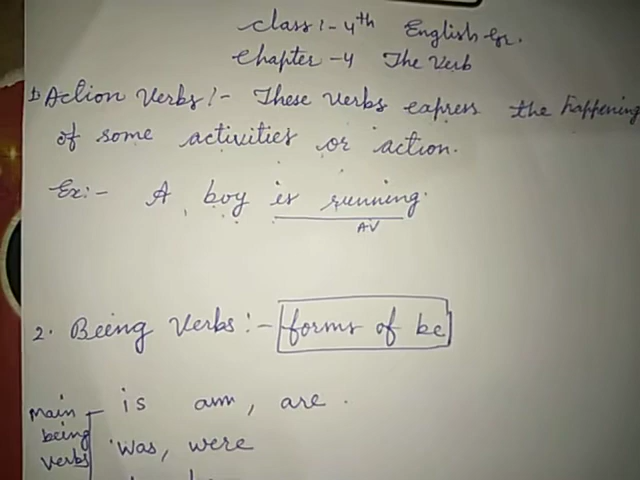 Class:- 4th English Gr.
Chapter -4 The Verb
1) Action Verbs:- These verbs express the happening
of some activities or action.
Ex:- A boy is running.
AV
2. Being Verbs:- forms of be
main being verbs
is am, are.
was, were